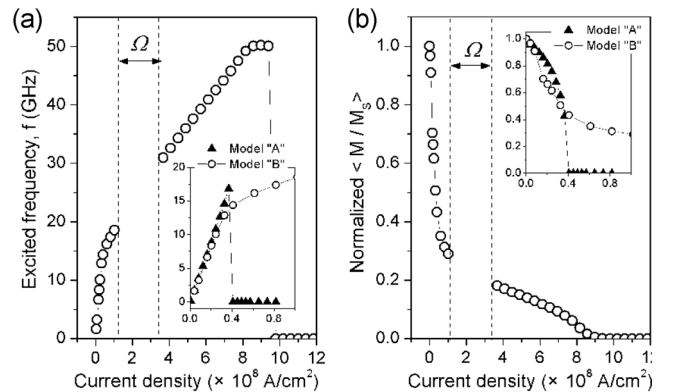 (a)
50
40
30
20
10
0
Excited frequency, f (GHz)
Ω
▲ Model "A"
○ Model "B"
20
15
10
5
0
0.0 0.4 0.8
0 2 4 6 8 10 12
Current density (× 10⁸ A/cm²)
(b)
1.0
0.8
0.6
0.4
0.2
0.0
Normalized < M / Mₛ >
Ω
▲ Model "A"
○ Model "B"
1.0
0.8
0.6
0.4
0.2
0.0
0.0 0.4 0.8
0 2 4 6 8 10 12
Current density (× 10⁸ A/cm²)